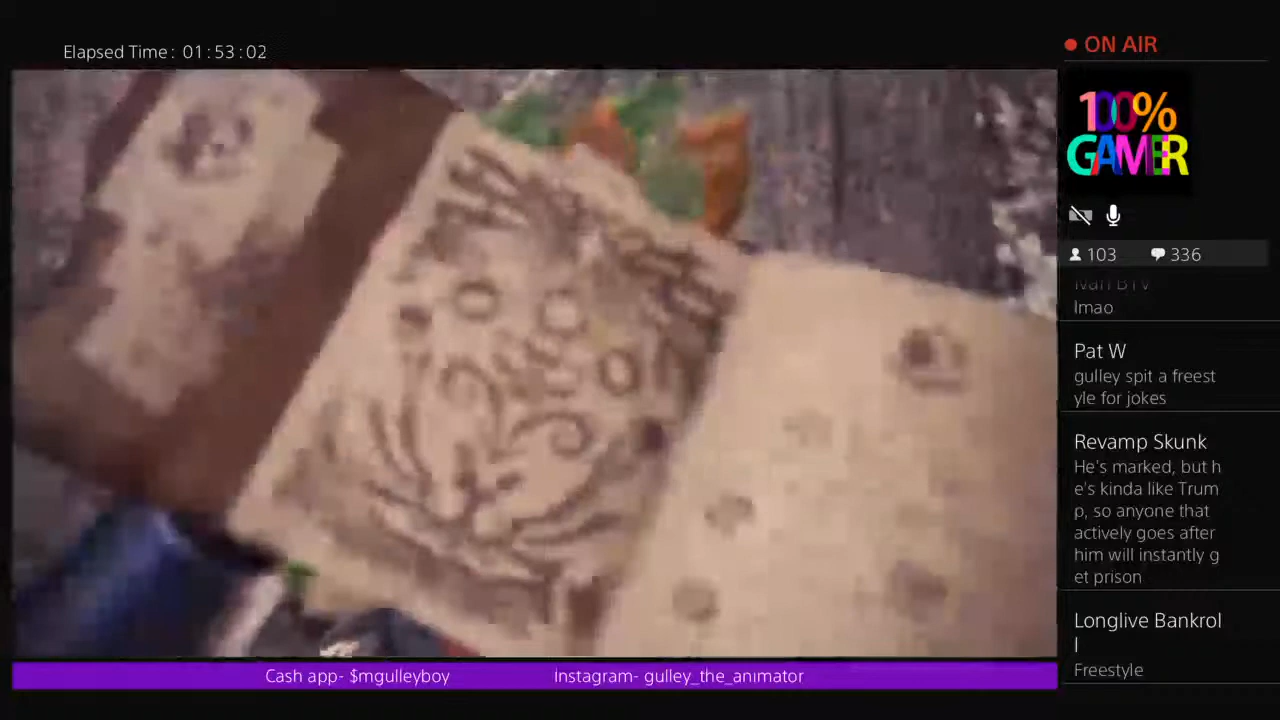 Elapsed Time: 01:53:02
ON AIR
100%
GAMER
103 336
Ivan BTV
lmao
Pat W
gulley spit a freest
yle for jokes
Revamp Skunk
He's marked, but h
e's kinda like Trum
p, so anyone that
actively goes after
him will instantly g
et prison
Longlive Bankrol
l
Freestyle
Cash app- $mgulleyboy Instagram- gulley_the_animator